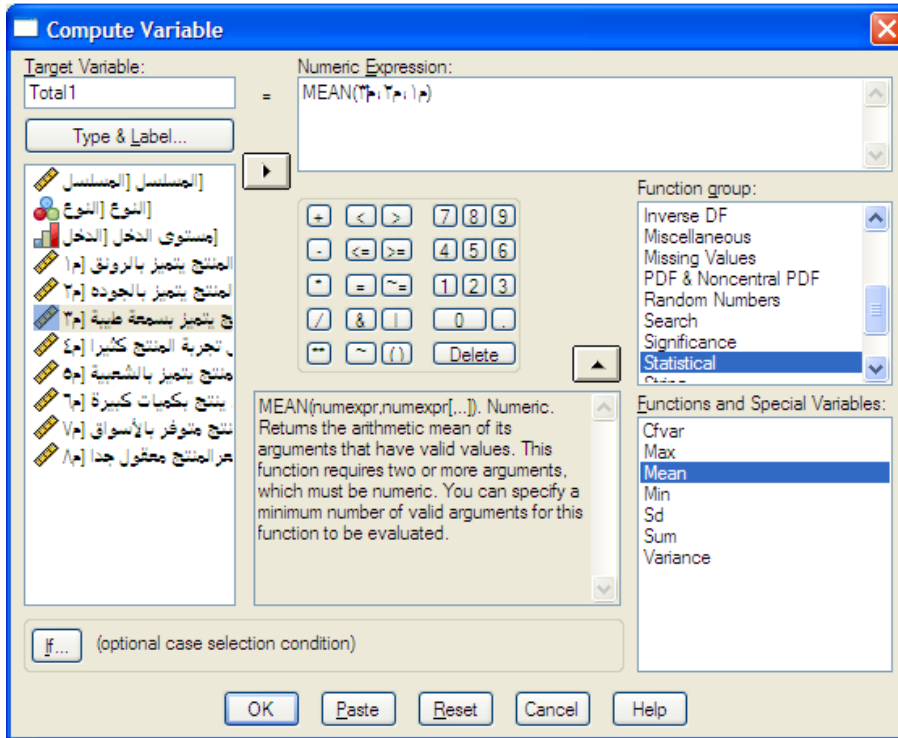 Compute Variable
Target Variable:
Total1
=
Numeric Expression:
MEAN(م١،م٢،م٣)
Type & Label...
المسلسل [المسلسل]
النوع [النوع]
مستوى الدخل [الدخل]
المنتج يتميز بالرونق [م١
لمنتج يتميز بالجوده [م٢
ج يتميز بسمعة طيبة [م٣
ل تجربة المنتج كثيرا [م٤
منتج يتميز بالشعبية [م٥
ينتج بكميات كبيرة [م٦
نتج متوفر بالأسواق [م٧
عر المنتج معقول جدا [م٨
+ < > 7 8 9
- <= >= 4 5 6
* = ~= 1 2 3
/ & | 0 .
** ~ ( ) Delete
Function group:
Inverse DF
Miscellaneous
Missing Values
PDF & Noncentral PDF
Random Numbers
Search
Significance
Statistical
String
MEAN(numexpr,numexpr[,..]). Numeric.
Returns the arithmetic mean of its
arguments that have valid values. This
function requires two or more arguments,
which must be numeric. You can specify a
minimum number of valid arguments for this
function to be evaluated.
Functions and Special Variables:
Cfvar
Max
Mean
Min
Sd
Sum
Variance
If... (optional case selection condition)
OK Paste Reset Cancel Help